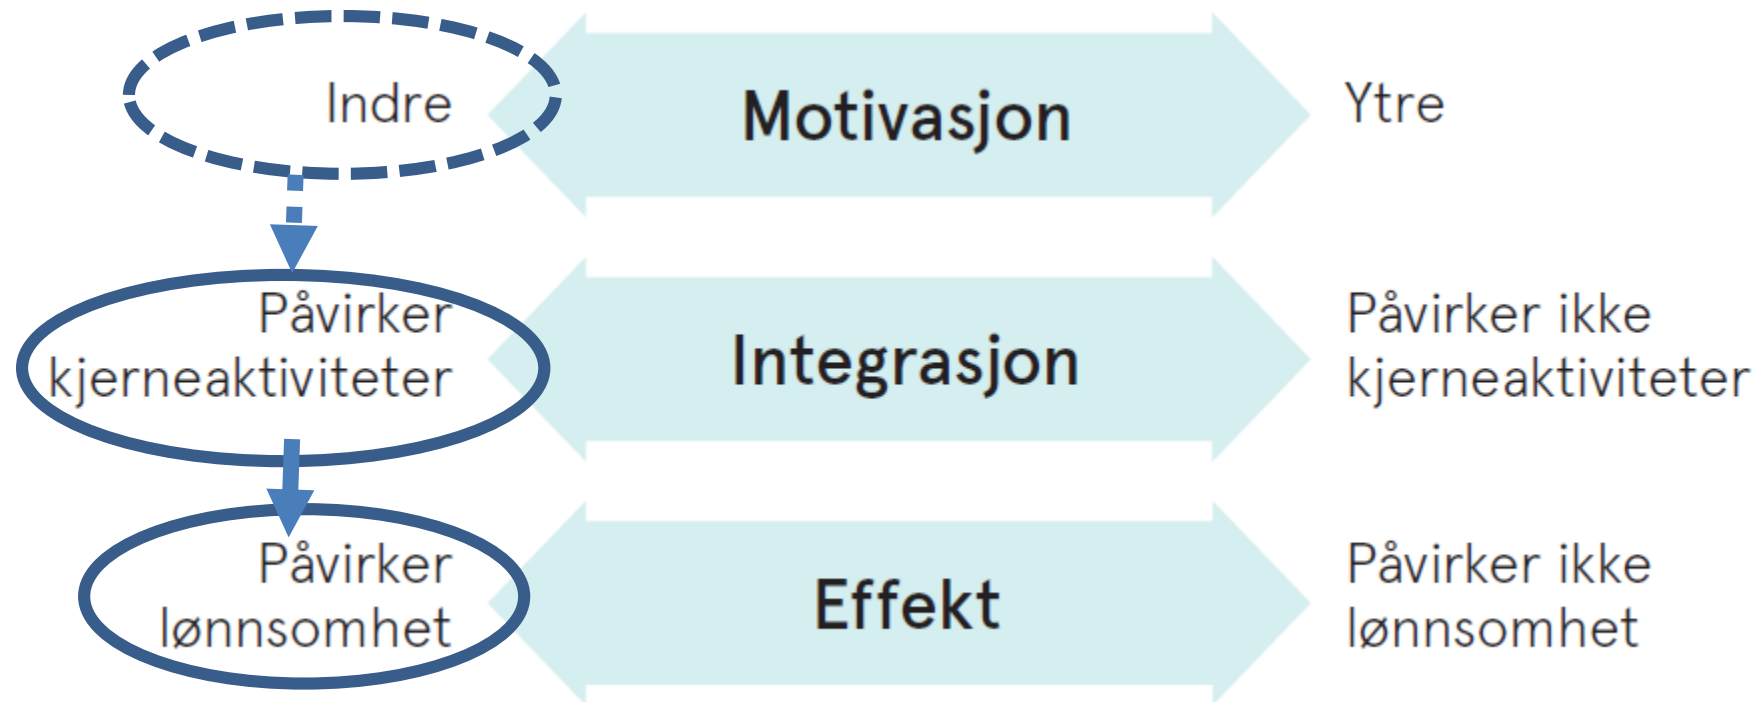 Indre
Motivasjon
Ytre
Påvirker
kjerneaktiviteter
Integrasjon
Påvirker ikke
kjerneaktiviteter
Påvirker
lønnsomhet
Effekt
Påvirker ikke
lønnsomhet